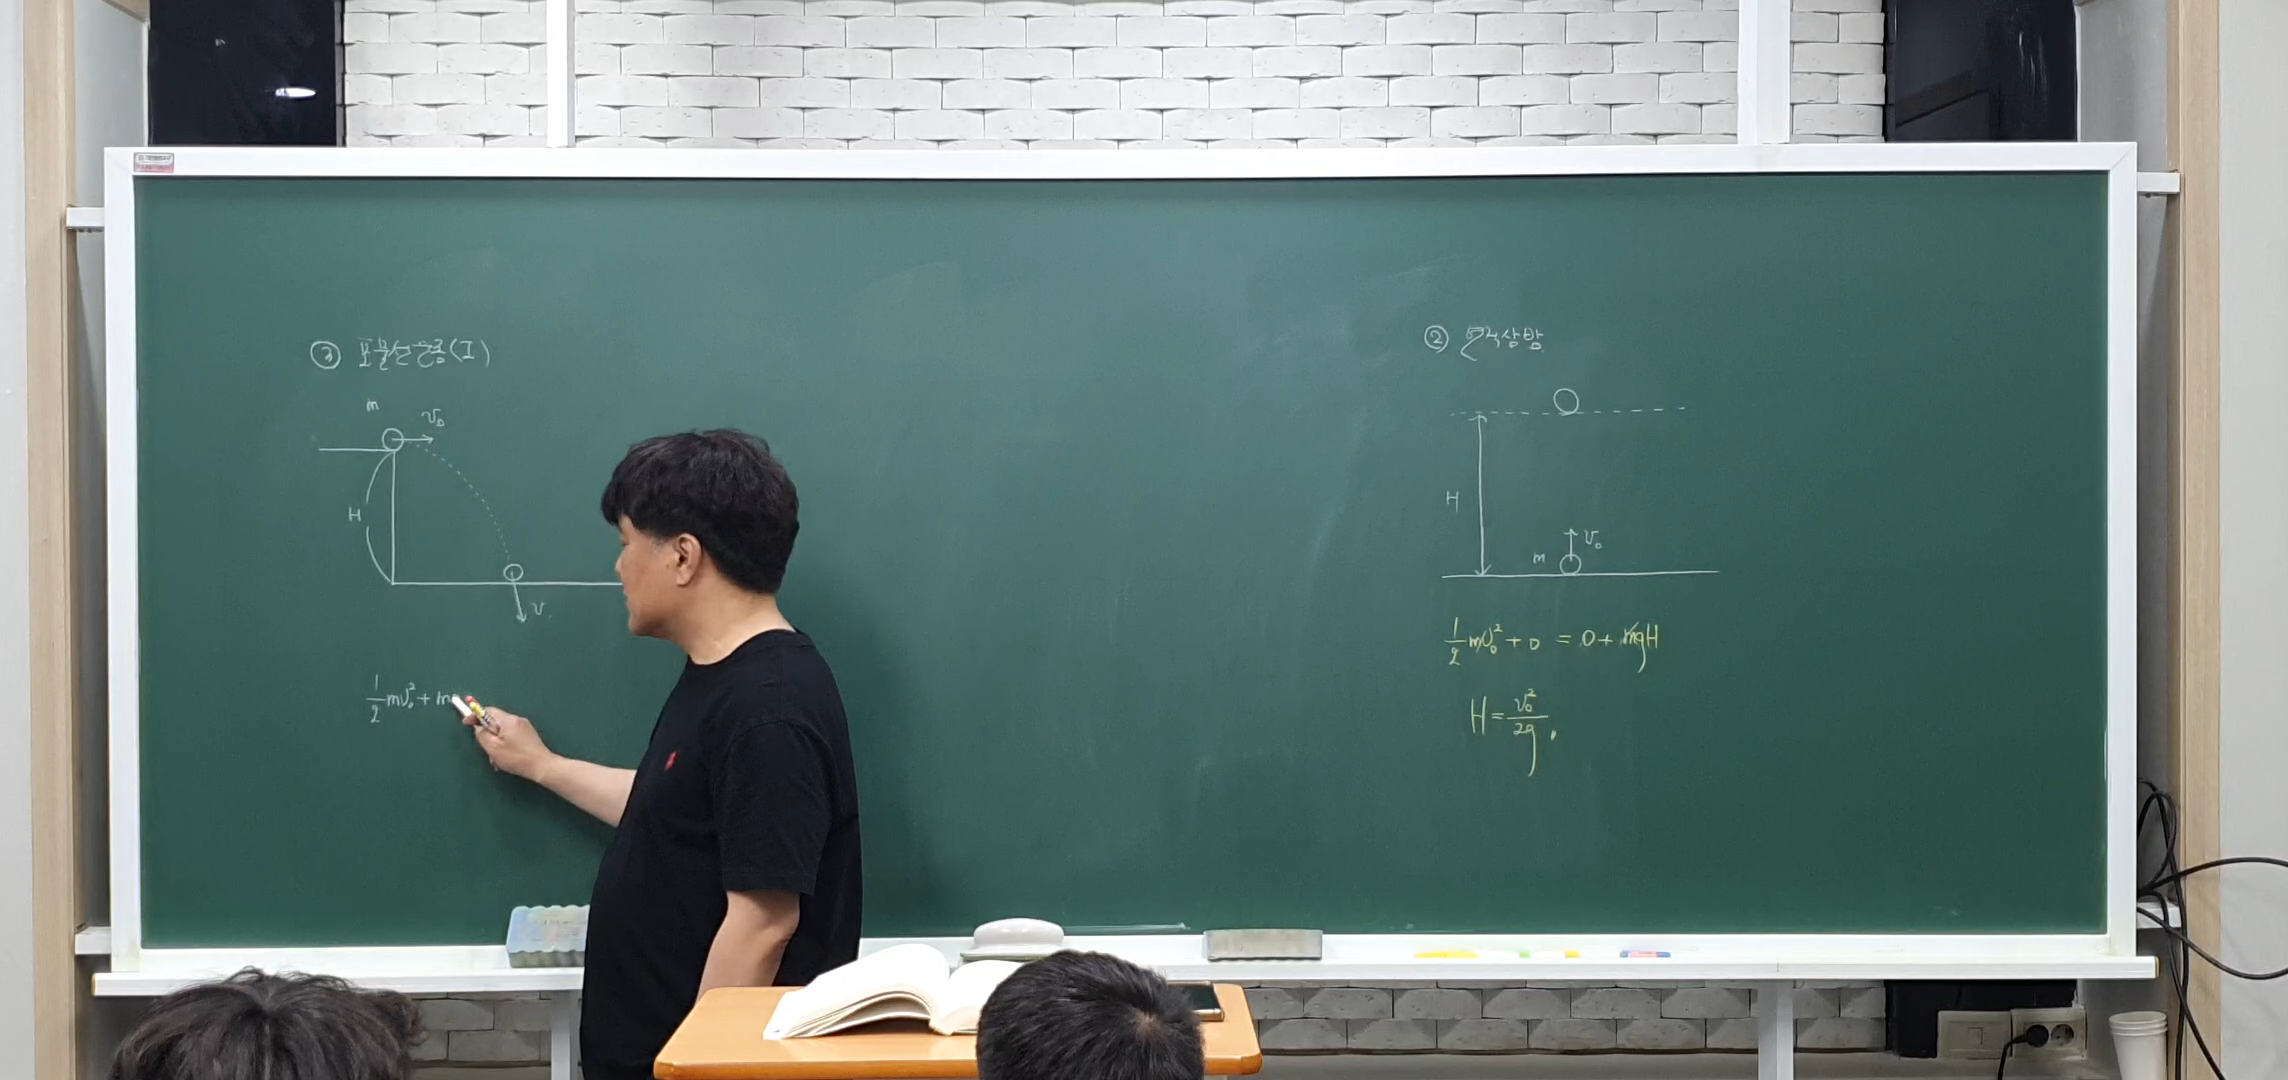 ③ 포물선운동(I)
m
v₀
H
v
½mv₀² + m
② 연직상방
H
m
v₀
½mv₀² + 0 = 0 + mgH
H = v₀²/2g